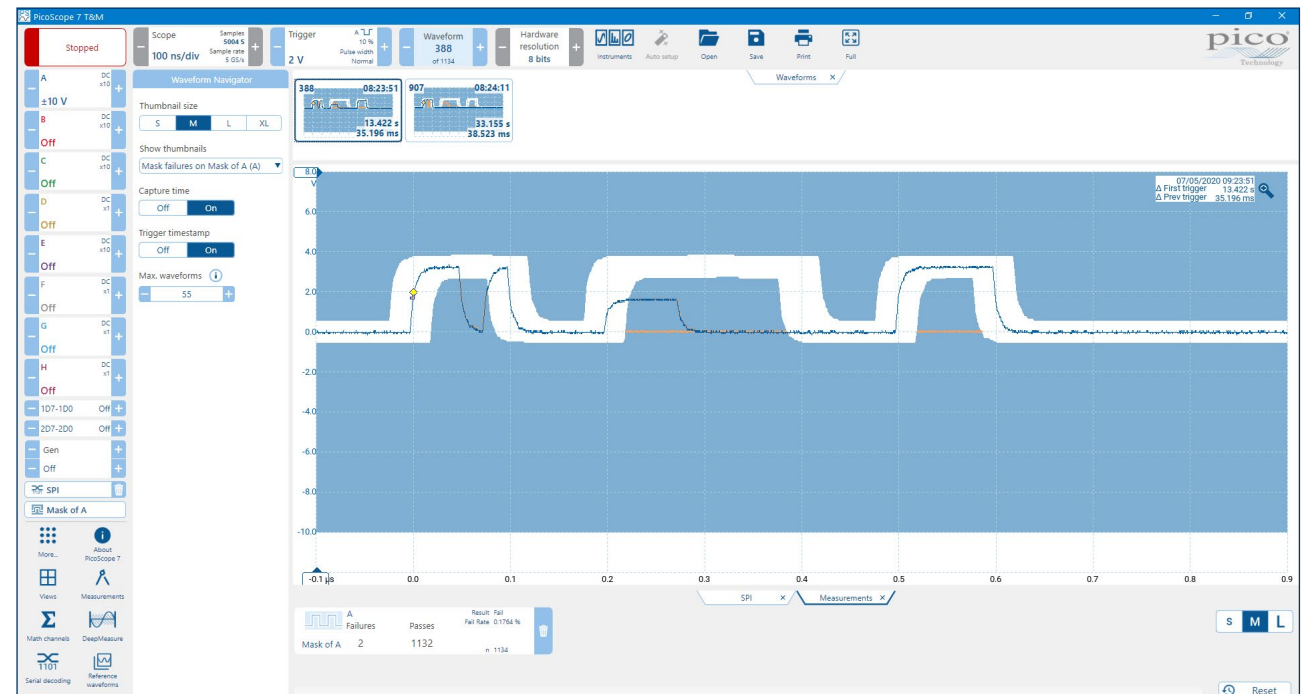 PicoScope 7 T&M
Stopped
Scope
Samples
5004 S
100 ns/div
Sample rate
5 GS/s
Trigger
A
10 %
Pulse width
2 V
Normal
Waveform
388
of 1134
Hardware
resolution
8 bits
Instruments
Auto setup
Open
Save
Print
Full
pico
Technology
A
DC
x10
±10 V
B
DC
x10
Off
C
DC
x10
Off
D
DC
x1
Off
E
DC
x10
Off
F
DC
x1
Off
G
DC
x1
Off
H
DC
x1
Off
1D7-1D0 Off
2D7-2D0 Off
Gen
Off
SPI
Mask of A
More...
About
PicoScope 7
Views
Measurements
Math channels
DeepMeasure
1101
Serial decoding
Reference
waveforms
Waveform Navigator
Thumbnail size
S M L XL
Show thumbnails
Mask failures on Mask of A (A)
Capture time
Off On
Trigger timestamp
Off On
Max. waveforms
55
Waveforms
388 08:23:51
13.422 s
35.196 ms
907 08:24:11
33.155 s
38.523 ms
07/05/2020 09:23:51
Δ First trigger 13.422 s
Δ Prev trigger 35.196 ms
8.0
V
6.0
4.0
2.0
0.0
-2.0
-4.0
-6.0
-8.0
-10.0
-0.1 µs 0.0 0.1 0.2 0.3 0.4 0.5 0.6 0.7 0.8 0.9
SPI
Measurements
A
Failures
Passes
Result Fail
Fail Rate 0.1764 %
Mask of A 2 1132
n 1134
S M L
Reset